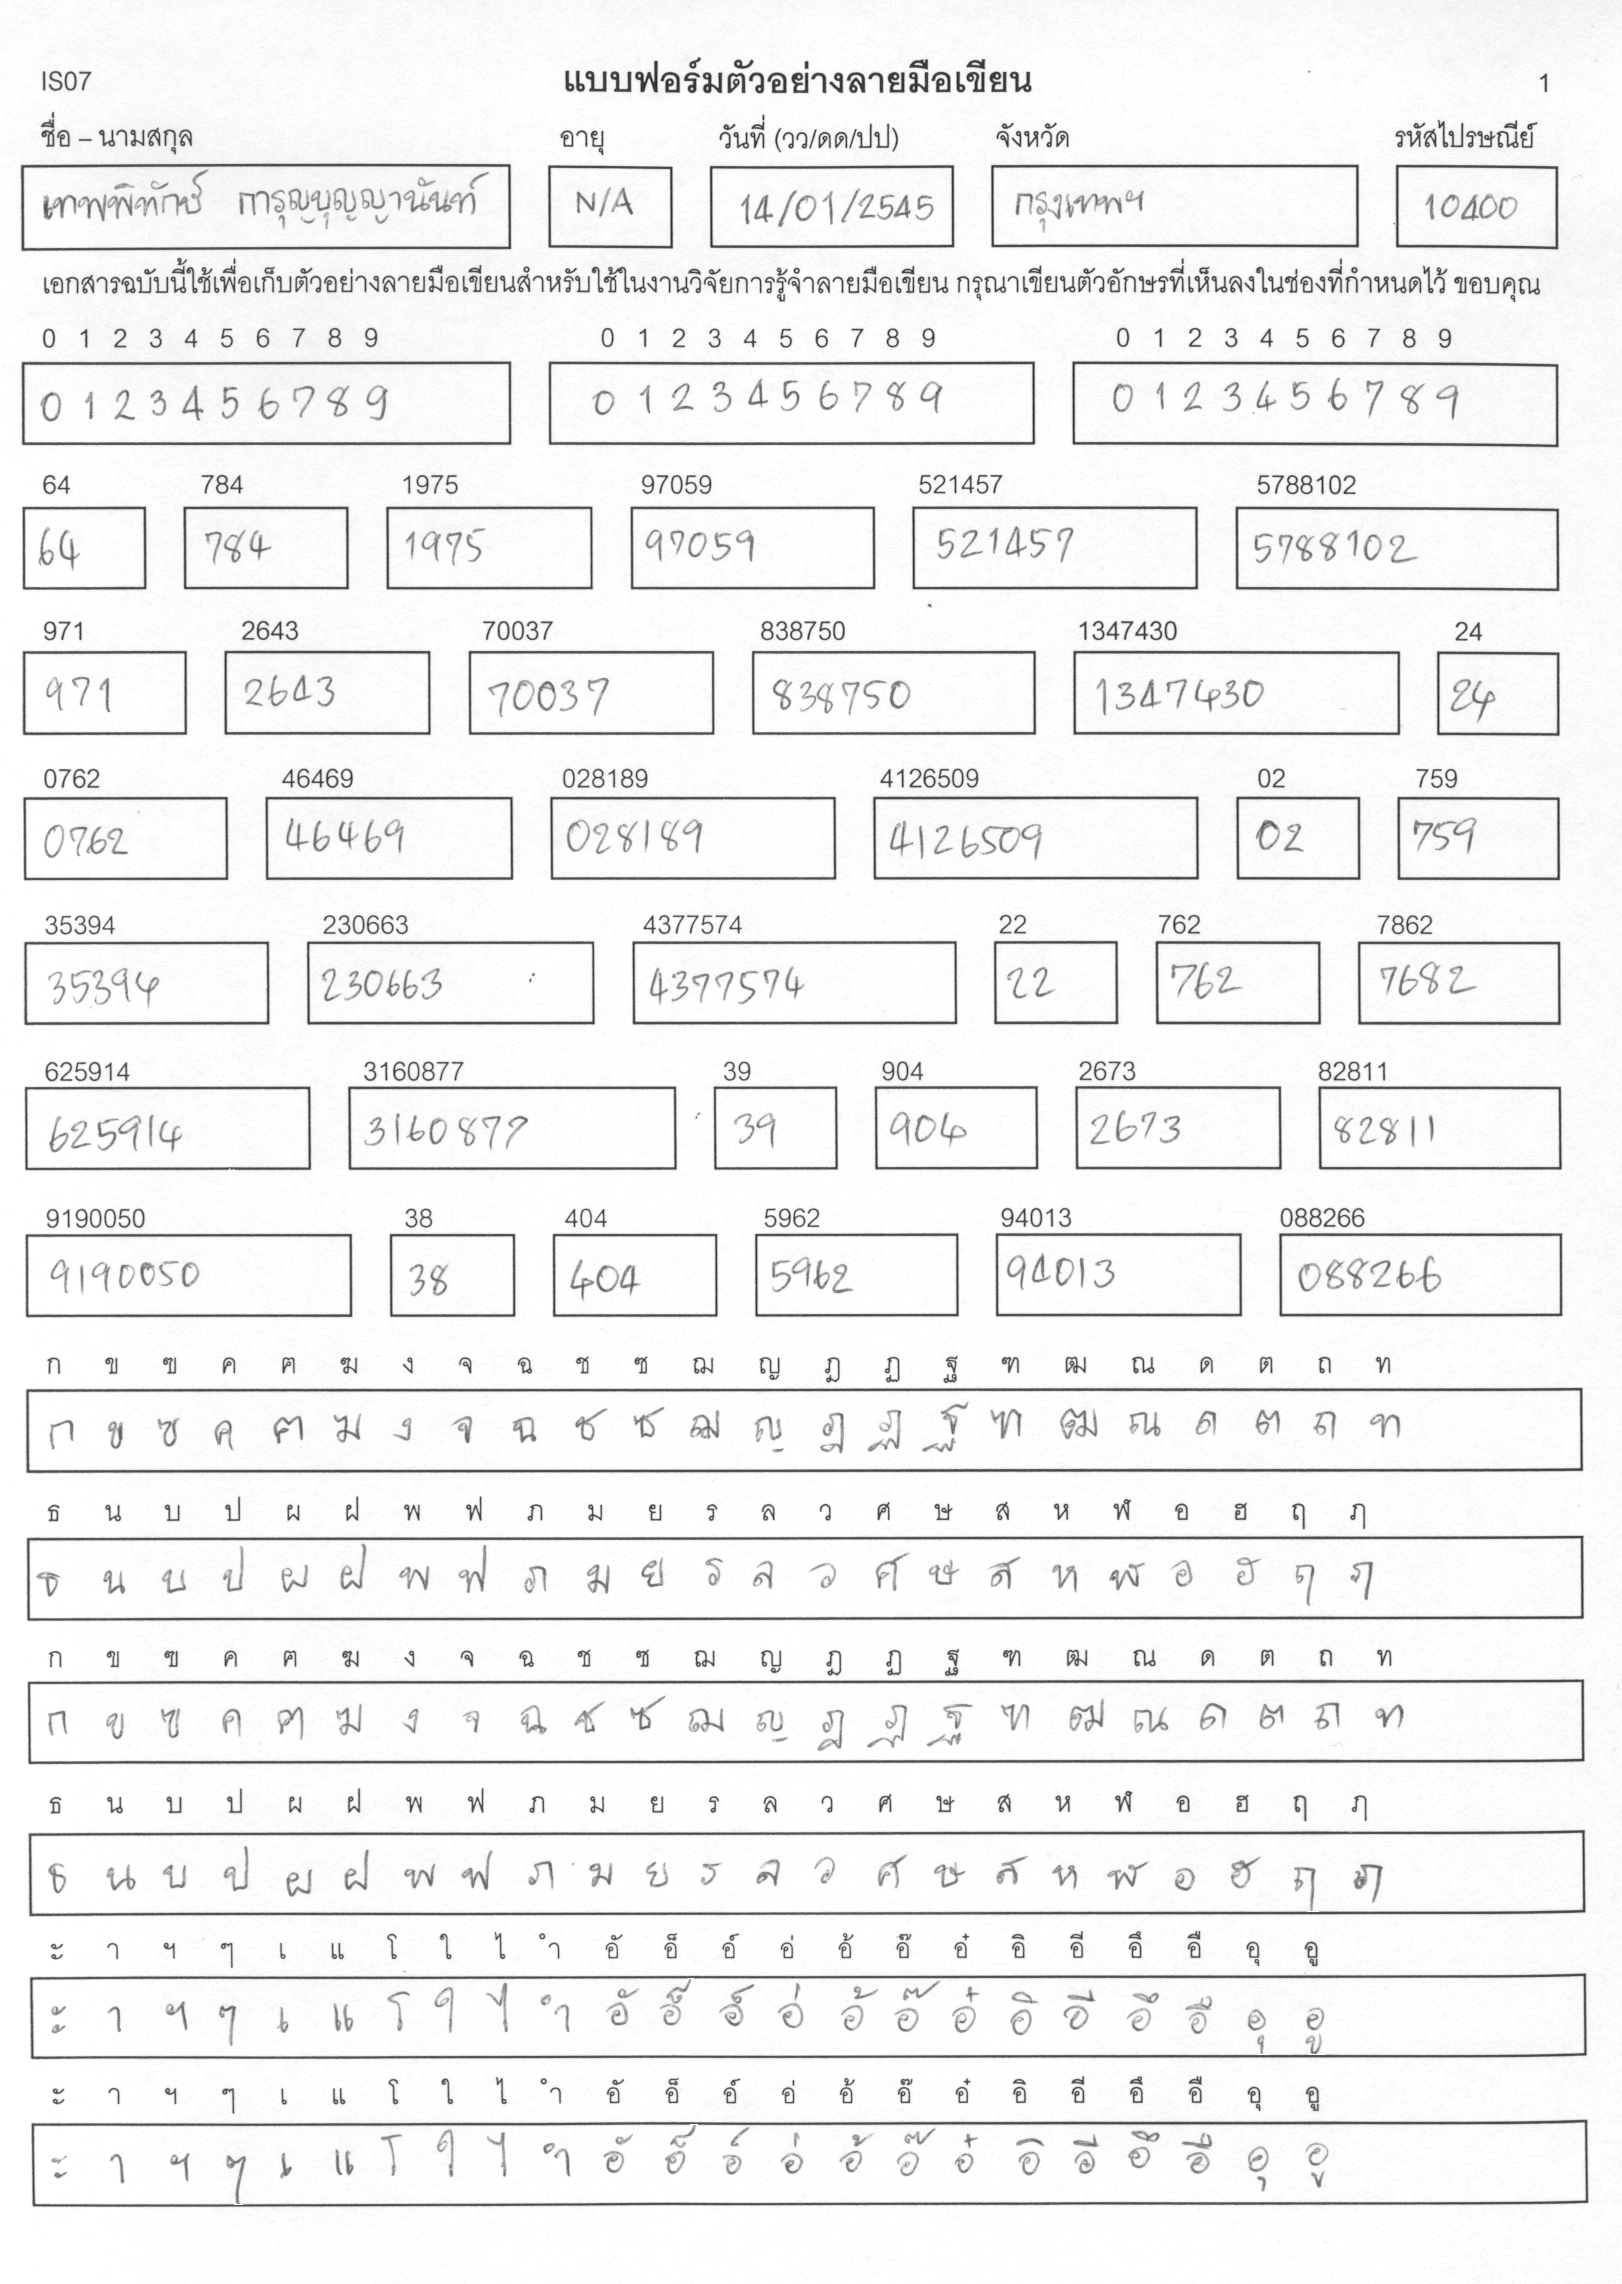 IS07 แบบฟอร์มตัวอย่างลายมือเขียน 1
ชื่อ – นามสกุล อายุ วันที่ (วว/ดด/ปป) จังหวัด รหัสไปรษณีย์
เทพพิทักษ์ การุญบุญญานันท์ N/A 14/01/2545 กรุงเทพฯ 10400
เอกสารฉบับนี้ใช้เพื่อเก็บตัวอย่างลายมือเขียนสำหรับใช้ในงานวิจัยการรู้จำลายมือเขียน กรุณาเขียนตัวอักษรที่เห็นลงในช่องที่กำหนดไว้ ขอบคุณ
0 1 2 3 4 5 6 7 8 9 0 1 2 3 4 5 6 7 8 9 0 1 2 3 4 5 6 7 8 9
0 1 2 3 4 5 6 7 8 9 0 1 2 3 4 5 6 7 8 9 0 1 2 3 4 5 6 7 8 9
64 784 1975 97059 521457 5788102
64 784 1975 97059 521457 5788102
971 2643 70037 838750 1347430 24
971 2643 70037 838750 1347430 24
0762 46469 028189 4126509 02 759
0762 46469 028189 4126509 02 759
35394 230663 4377574 22 762 7862
35394 230663 4377574 22 762 7682
625914 3160877 39 904 2673 82811
625914 3160877 39 904 2673 82811
9190050 38 404 5962 94013 088266
9190050 38 404 5962 94013 088266
ก ข ฃ ค ฅ ฆ ง จ ฉ ช ซ ฌ ญ ฎ ฏ ฐ ฑ ฒ ณ ด ต ถ ท
ก ข ฃ ค ฅ ฆ ง จ ฉ ช ซ ฌ ญ ฎ ฏ ฐ ฑ ฒ ณ ด ต ถ ท
ธ น บ ป ผ ฝ พ ฟ ภ ม ย ร ล ว ศ ษ ส ห ฬ อ ฮ ฤ ฦ
ธ น บ ป ผ ฝ พ ฟ ภ ม ย ร ล ว ศ ษ ส ห ฬ อ ฮ ฤ ฦ
ก ข ฃ ค ฅ ฆ ง จ ฉ ช ซ ฌ ญ ฎ ฏ ฐ ฑ ฒ ณ ด ต ถ ท
ก ข ฃ ค ฅ ฆ ง จ ฉ ช ซ ฌ ญ ฎ ฏ ฐ ฑ ฒ ณ ด ต ถ ท
ธ น บ ป ผ ฝ พ ฟ ภ ม ย ร ล ว ศ ษ ส ห ฬ อ ฮ ฤ ฦ
ธ น บ ป ผ ฝ พ ฟ ภ ม ย ร ล ว ศ ษ ส ห ฬ อ ฮ ฤ ฦ
ะ า ฯ ๆ เ แ โ ใ ไ ำ อั อ็ อ์ อ่ อ้ อ๊ อ๋ อิ อี อึ อื อุ อู
ะ า ฯ ๆ เ แ โ ใ ไ ำ อั อ็ อ์ อ่ อ้ อ๊ อ๋ อิ อี อึ อื อุ อู
ะ า ฯ ๆ เ แ โ ใ ไ ำ อั อ็ อ์ อ่ อ้ อ๊ อ๋ อิ อี อึ อื อุ อู
ะ า ฯ ๆ เ แ โ ใ ไ ำ อั อ็ อ์ อ่ อ้ อ๊ อ๋ อิ อี อึ อื อุ อู